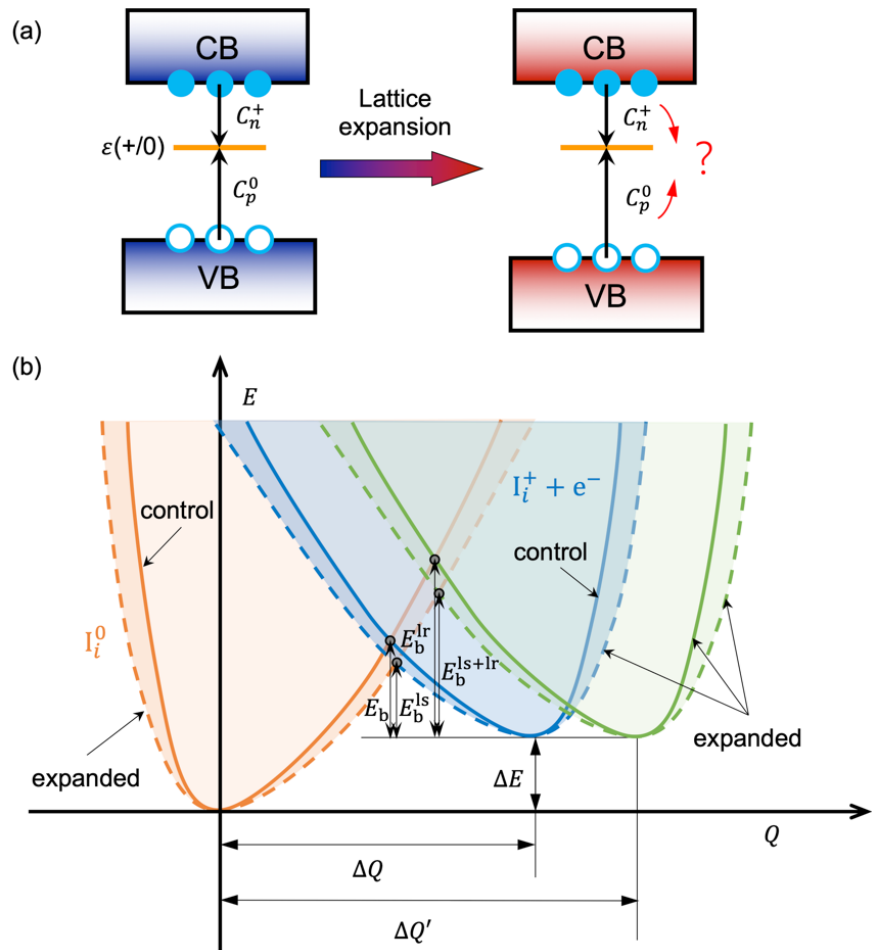 (a)
CB
CB
C_n^+
Lattice
expansion
C_n^+
ε(+/0)
?
C_p^0
C_p^0
VB
VB
(b)
E
I_i^+ + e^-
control
control
I_i^0
E_b^lr
E_b^ls+lr
E_b
E_b^ls
expanded
expanded
ΔE
Q
ΔQ
ΔQ′